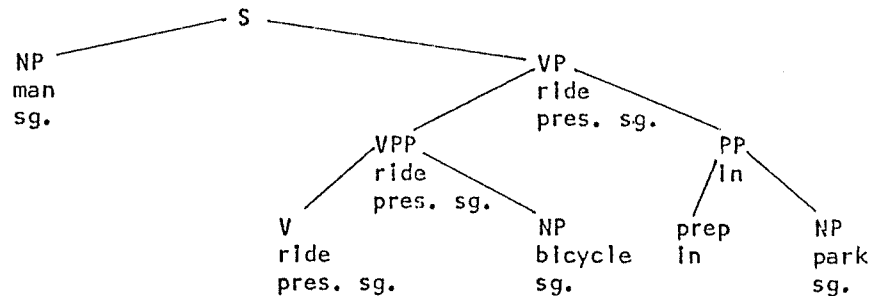 S
NP VP
man ride
sg. pres. sg.
VPP PP
ride in
pres. sg.
V NP prep NP
ride bicycle in park
pres. sg. sg. sg.